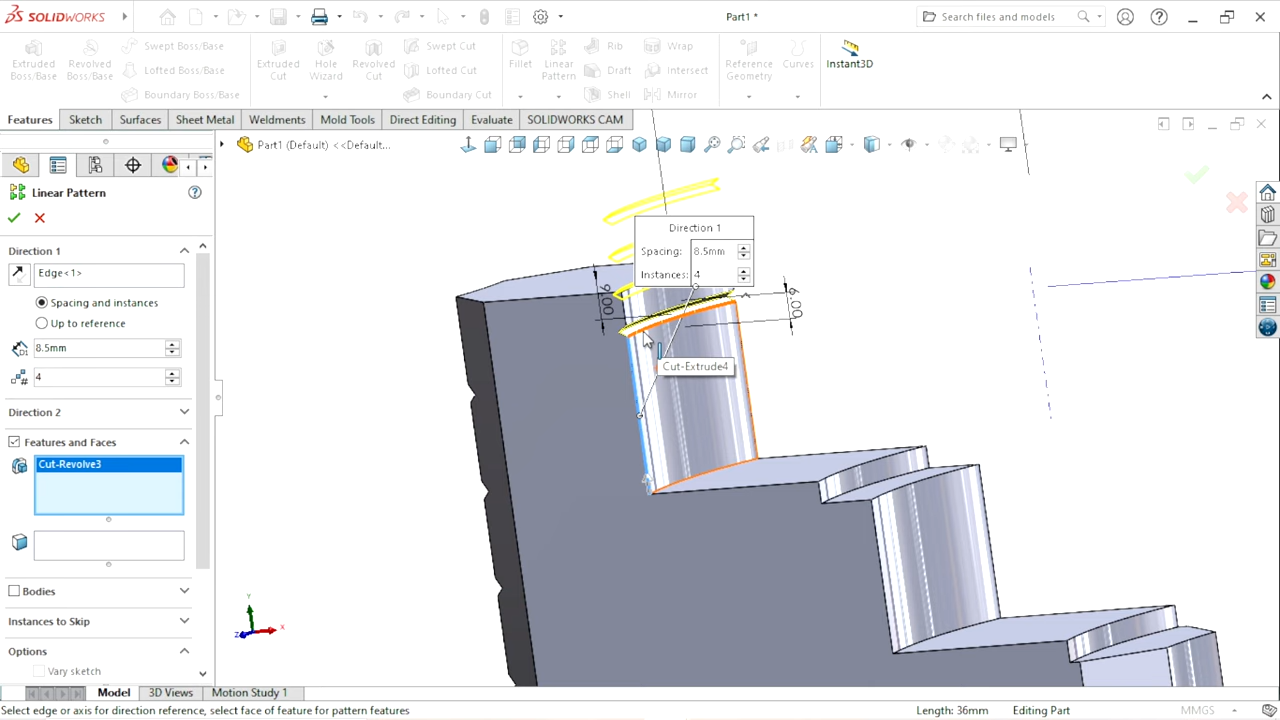 SOLIDWORKS
Part1 *
Search files and models
Extruded Boss/Base
Revolved Boss/Base
Swept Boss/Base
Lofted Boss/Base
Boundary Boss/Base
Extruded Cut
Hole Wizard
Revolved Cut
Swept Cut
Lofted Cut
Boundary Cut
Fillet
Linear Pattern
Rib
Draft
Shell
Wrap
Intersect
Mirror
Reference Geometry
Curves
Instant3D
Features
Sketch
Surfaces
Sheet Metal
Weldments
Mold Tools
Direct Editing
Evaluate
SOLIDWORKS CAM
Part1 (Default) <<Default...
Linear Pattern
Direction 1
Edge<1>
Spacing and instances
Up to reference
8.5mm
4
Direction 2
Features and Faces
Cut-Revolve3
Bodies
Instances to Skip
Options
Vary sketch
Direction 1
Spacing: 8.5mm
Instances: 4
6.00
Cut-Extrude4
Y
Z
X
Model
3D Views
Motion Study 1
Select edge or axis for direction reference, select face of feature for pattern features
Length: 36mm
Editing Part
MMGS